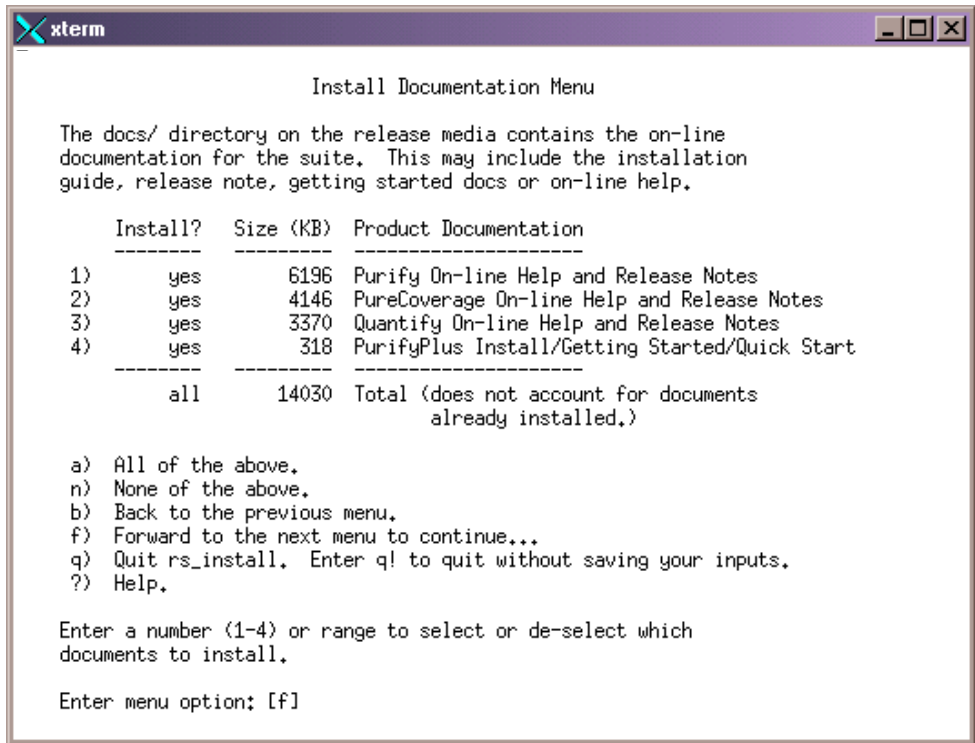 xterm
Install Documentation Menu
The docs/ directory on the release media contains the on-line
documentation for the suite.  This may include the installation
guide, release note, getting started docs or on-line help.
Install?  Size (KB)  Product Documentation
--------  ---------  ---------------------
1)  yes  6196  Purify On-line Help and Release Notes
2)  yes  4146  PureCoverage On-line Help and Release Notes
3)  yes  3370  Quantify On-line Help and Release Notes
4)  yes  318  PurifyPlus Install/Getting Started/Quick Start
--------  ---------  ---------------------
all  14030  Total (does not account for documents
already installed.)
a)  All of the above.
n)  None of the above.
b)  Back to the previous menu.
f)  Forward to the next menu to continue...
q)  Quit rs_install.  Enter q! to quit without saving your inputs.
?)  Help.
Enter a number (1-4) or range to select or de-select which
documents to install.
Enter menu option: [f]